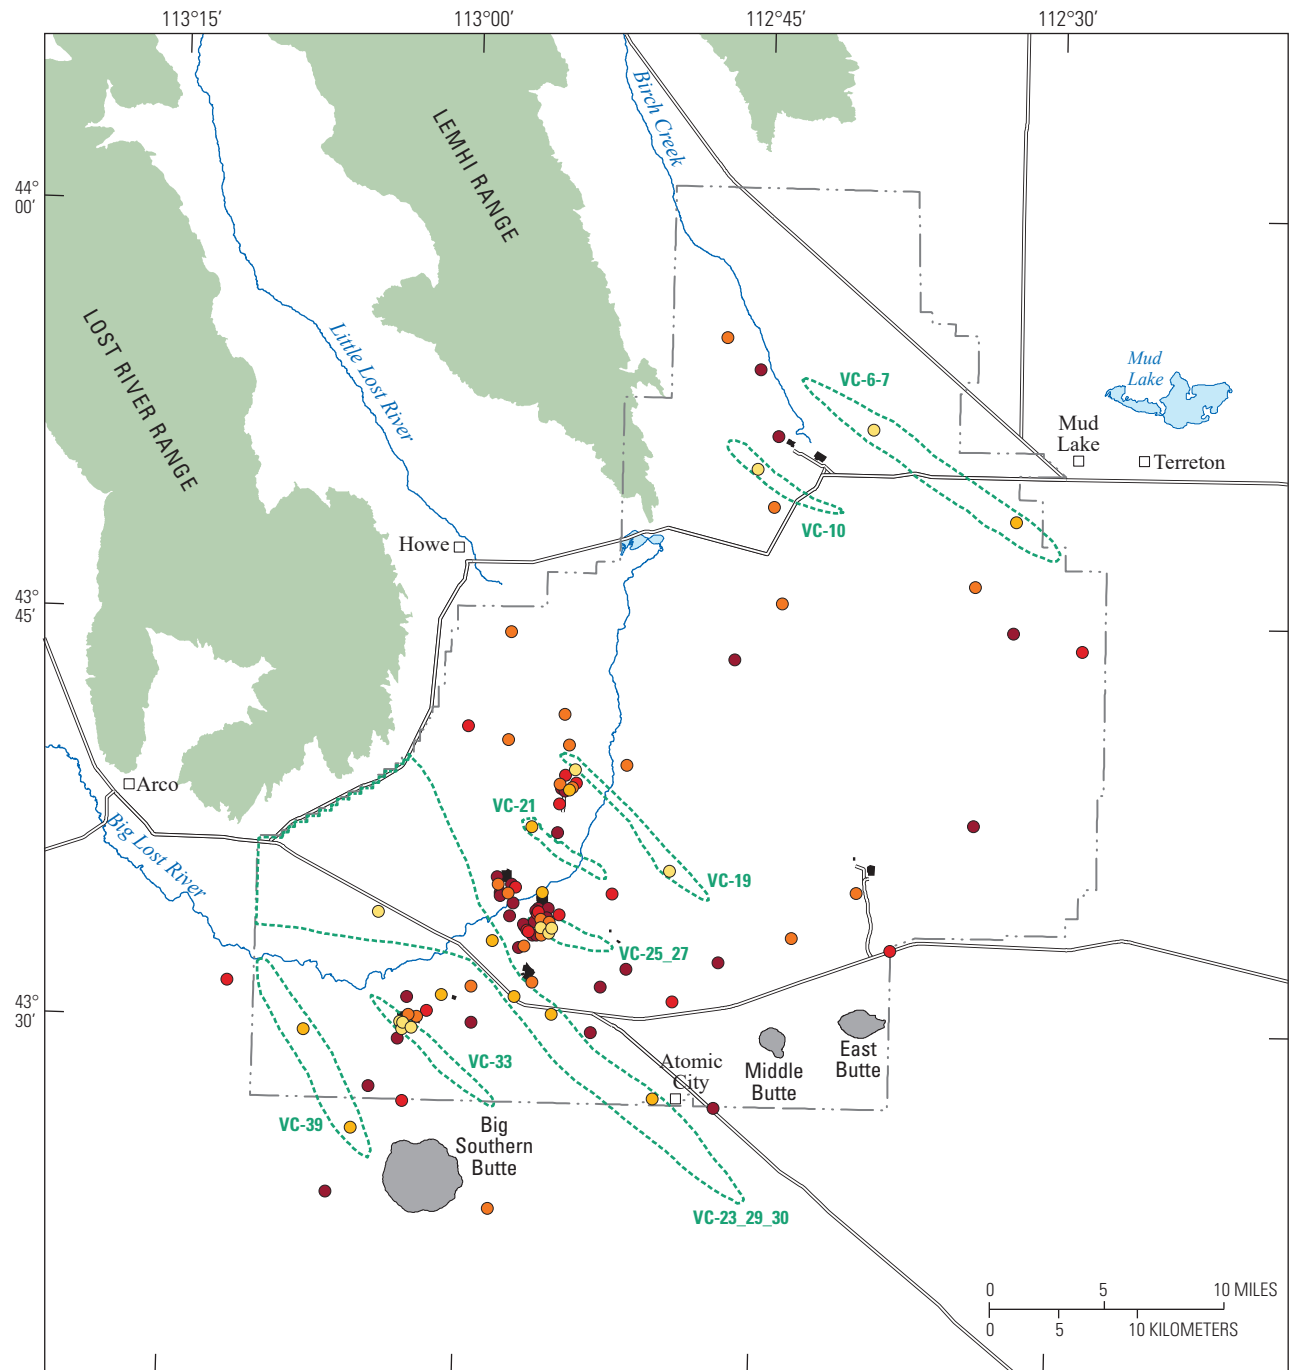 113°15′
113°00′
112°45′
112°30′
44°
00′
43°
45′
43°
30′
Birch Creek
LEMHI RANGE
LOST RIVER RANGE
Little Lost River
Mud
Lake
VC-6-7
Mud
Lake
Terreton
VC-10
Howe
Arco
Big Lost River
VC-21
VC-19
VC-25_27
VC-33
Atomic
City
Middle
Butte
East
Butte
VC-39
Big
Southern
Butte
VC-23_29_30
0 5 10 MILES
0 5 10 KILOMETERS